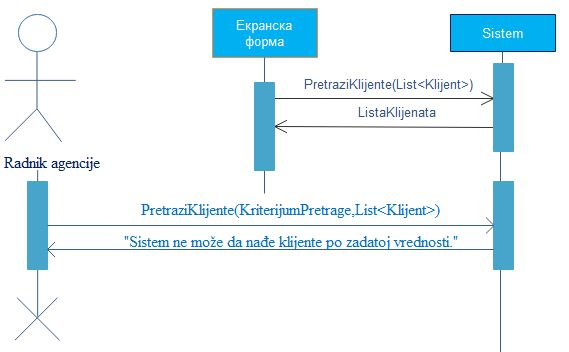 Екранска
форма
Sistem
PretraziKlijente(List<Klijent>)
ListaKlijenata
Radnik agencije
PretraziKlijente(KriterijumPretrage,List<Klijent>)
"Sistem ne može da nađe klijente po zadatoj vrednosti."